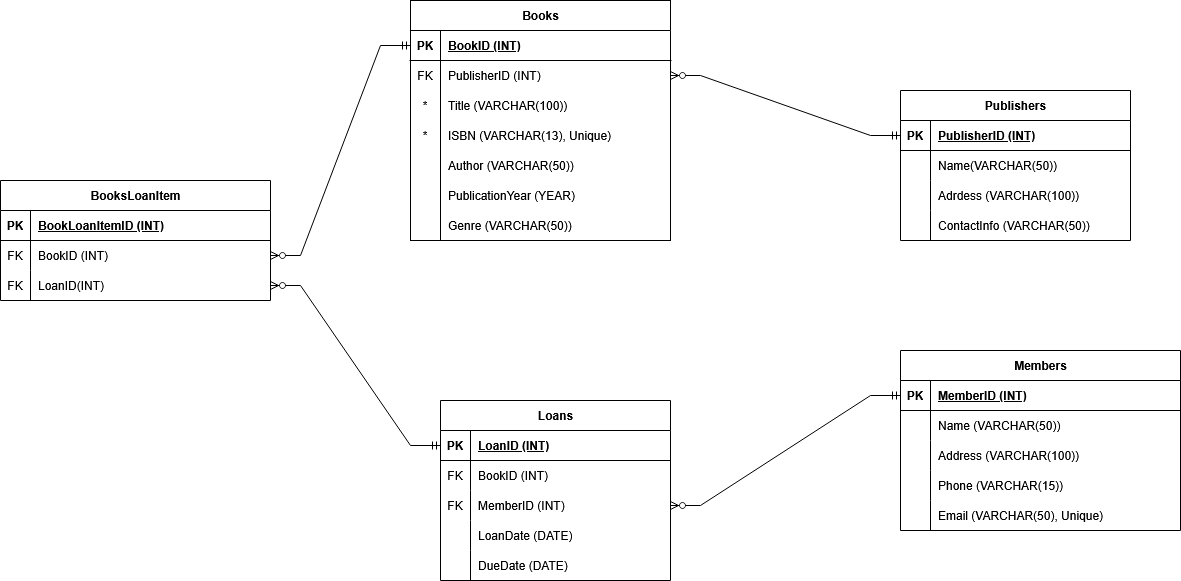 Books
PK BookID (INT)
FK PublisherID (INT)
* Title (VARCHAR(100))
* ISBN (VARCHAR(13), Unique)
Author (VARCHAR(50))
PublicationYear (YEAR)
Genre (VARCHAR(50))
Publishers
PK PublisherID (INT)
Name(VARCHAR(50))
Adrdess (VARCHAR(100))
ContactInfo (VARCHAR(50))
BooksLoanItem
PK BookLoanItemID (INT)
FK BookID (INT)
FK LoanID(INT)
Loans
PK LoanID (INT)
FK BookID (INT)
FK MemberID (INT)
LoanDate (DATE)
DueDate (DATE)
Members
PK MemberID (INT)
Name (VARCHAR(50))
Address (VARCHAR(100))
Phone (VARCHAR(15))
Email (VARCHAR(50), Unique)